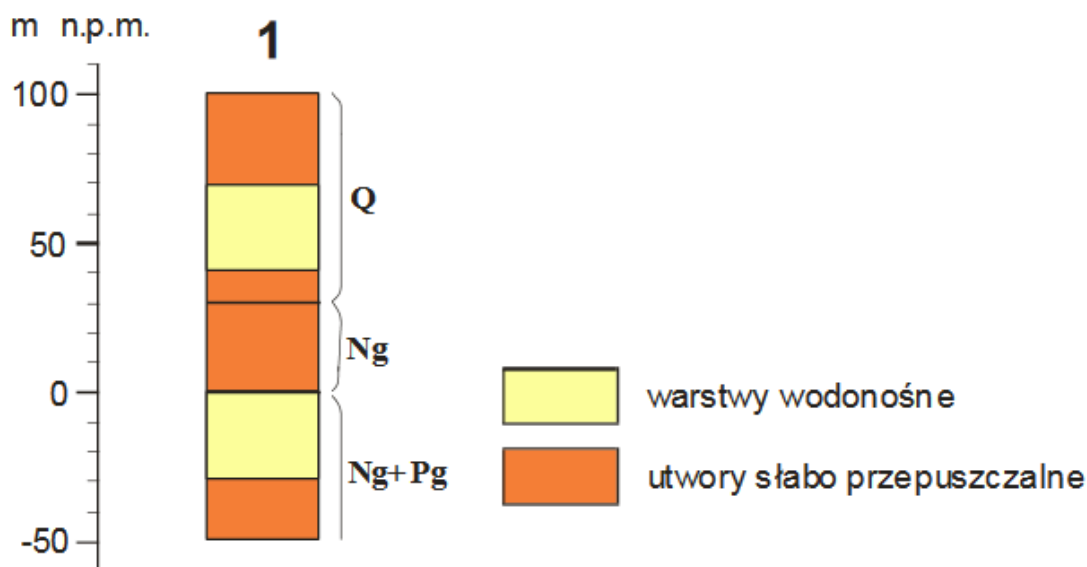 m n.p.m.
1
100
Q
50
Ng
0
warstwy wodonośne
Ng+Pg
utwory słabo przepuszczalne
-50